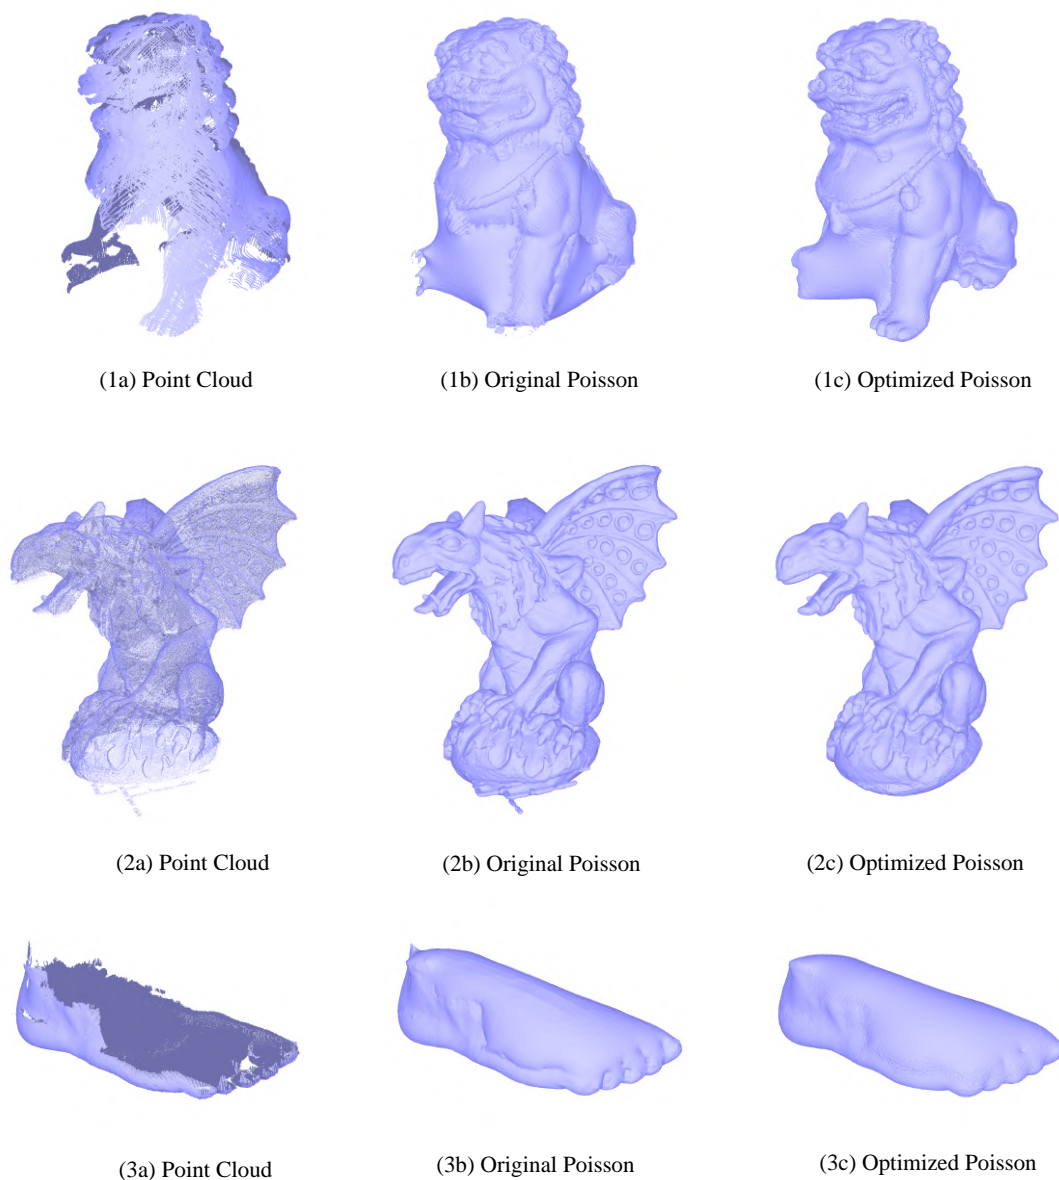 (1a) Point Cloud
(1b) Original Poisson
(1c) Optimized Poisson
(2a) Point Cloud
(2b) Original Poisson
(2c) Optimized Poisson
(3a) Point Cloud
(3b) Original Poisson
(3c) Optimized Poisson